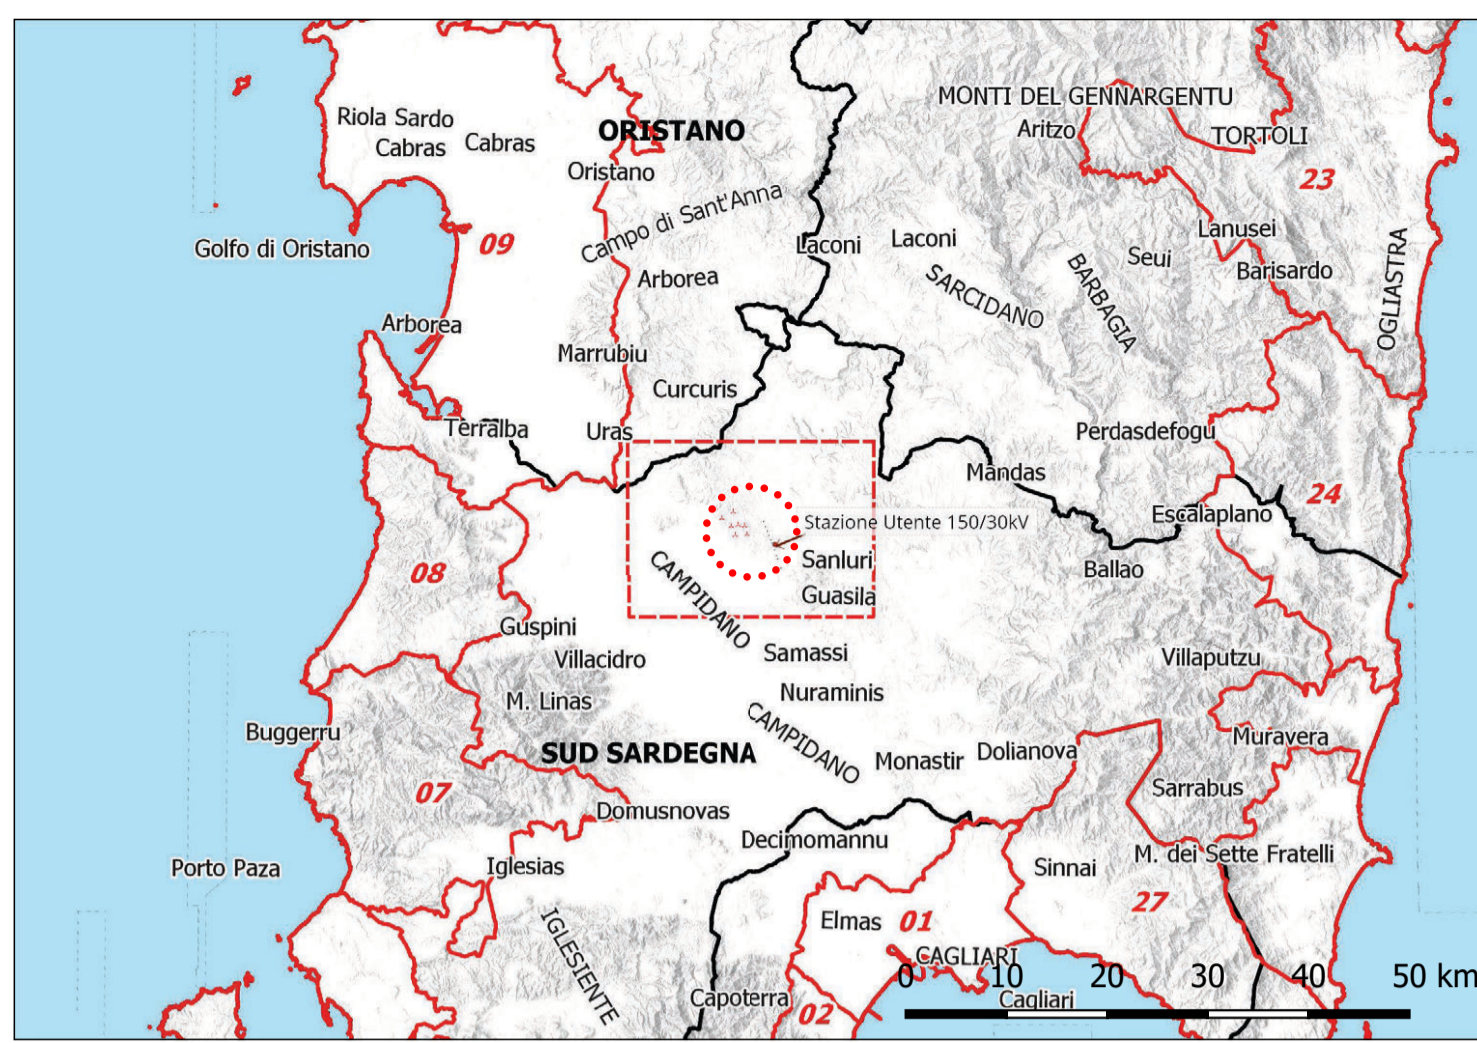 MONTI DEL GENNARGENTU
Riola Sardo
Cabras
Cabras
ORISTANO
Aritzo
TORTOLI
Oristano
23
Campo di Sant'Anna
Golfo di Oristano
09
Laconi
Laconi
Lanusei
Seui
Barisardo
OGLIASTRA
Arborea
SARCIDANO
BARBAGIA
Arborea
Marrubiu
Curcuris
Terralba
Uras
Perdasdefogu
Mandas
24
Escalaplano
Stazione Utente 150/30kV
Sanluri
Ballao
08
CAMPIDANO
Guasila
Guspini
Villacidro
Samassi
Villaputzu
M. Linas
Nuraminis
Buggerru
CAMPIDANO
Muravera
SUD SARDEGNA
Monastir
Dolianova
07
Sarrabus
Domusnovas
Decimomannu
Porto Paza
Iglesias
Sinnai
M. dei Sette Fratelli
27
Elmas
01
IGLESIENTE
CAGLIARI
0 10 20 30 40 50 km
Capoterra
Cagliari
02